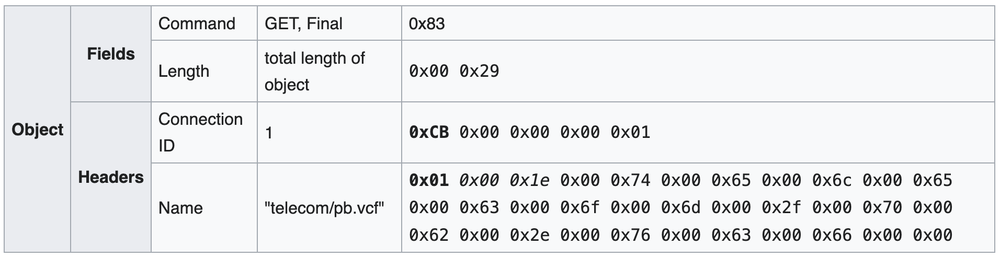 Object
Fields
Command
GET, Final
0x83
Length
total length of
object
0x00 0x29
Headers
Connection
ID
1
0xCB 0x00 0x00 0x00 0x01
Name
"telecom/pb.vcf"
0x01 0x00 0x1e 0x00 0x74 0x00 0x65 0x00 0x6c 0x00 0x65
0x00 0x63 0x00 0x6f 0x00 0x6d 0x00 0x2f 0x00 0x70 0x00
0x62 0x00 0x2e 0x00 0x76 0x00 0x63 0x00 0x66 0x00 0x00